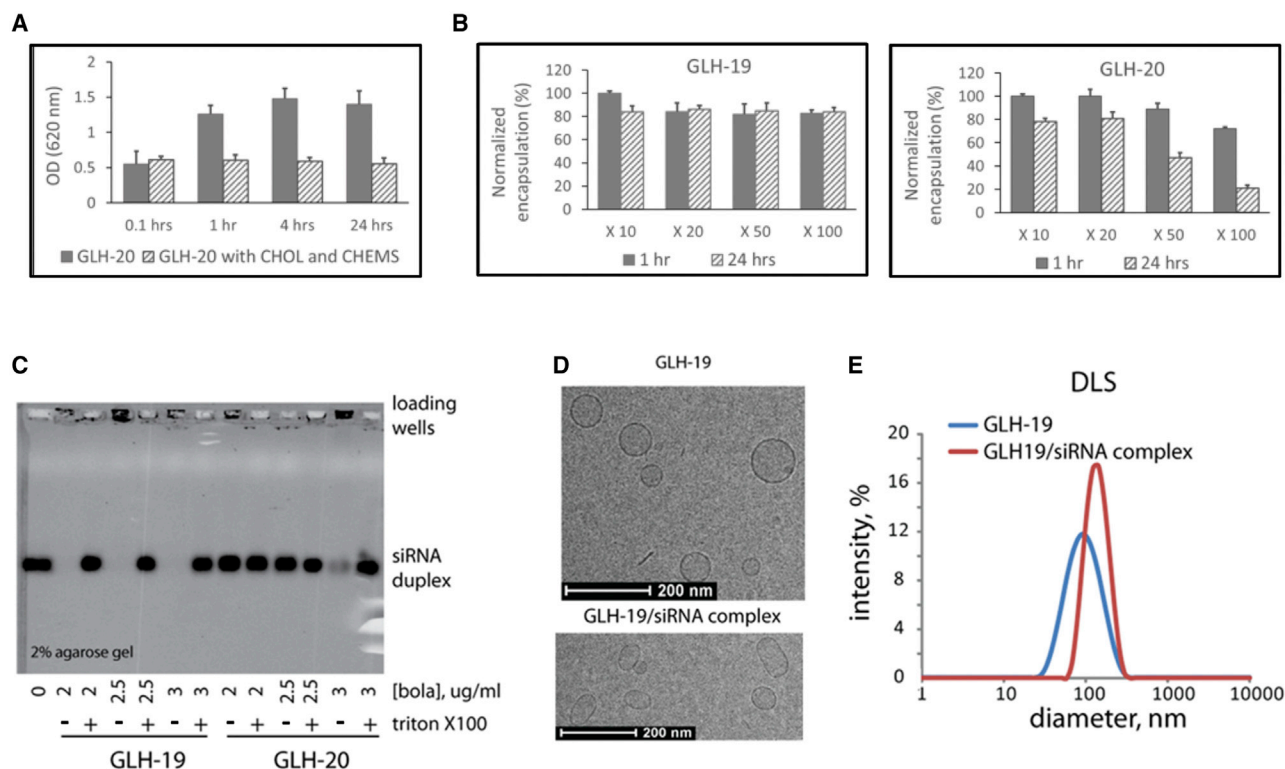 A
OD (620 nm)
2
1.5
1
0.5
0
0.1 hrs 1 hr 4 hrs 24 hrs
GLH-20 GLH-20 with CHOL and CHEMS
B
GLH-19
Normalized
encapsulation (%)
120
100
80
60
40
20
0
X 10 X 20 X 50 X 100
1 hr 24 hrs
GLH-20
Normalized
encapsulation (%)
120
100
80
60
40
20
0
X 10 X 20 X 50 X 100
1 hr 24 hrs
C
loading
wells
siRNA
duplex
2% agarose gel
0 2 2 2.5 2.5 3 3 2 2 2.5 2.5 3 3 [bola], ug/ml
- + - + - + - + - + - + triton X100
GLH-19 GLH-20
D
GLH-19
200 nm
GLH-19/siRNA complex
200 nm
E
DLS
GLH-19
GLH19/siRNA complex
intensity, %
20
16
12
8
4
0
1 10 100 1000 10000
diameter, nm